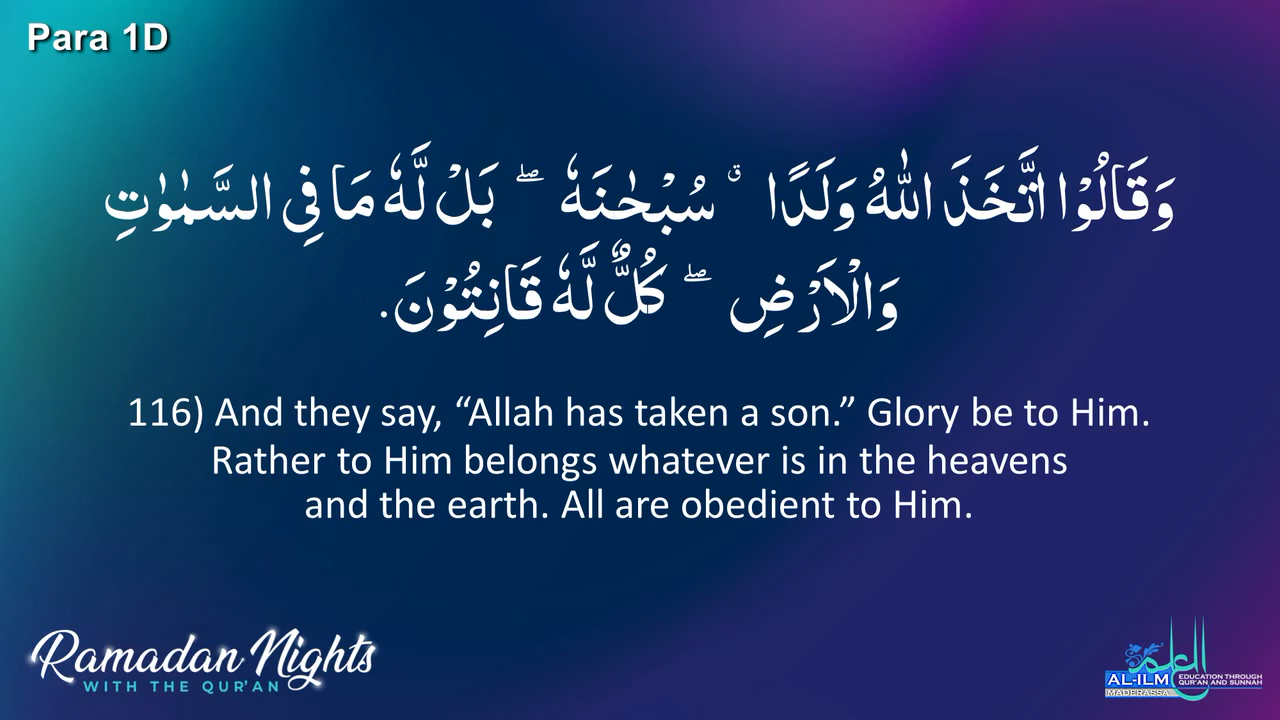 Para 1D
وَقَالُوْا اتَّخَذَ اللّٰهُ وَلَدًا ۙ سُبْحٰنَهٗ ۖ بَلْ لَّهٗ مَا فِى السَّمٰوٰتِ
وَالْاَرْضِ ۖ كُلٌّ لَّهٗ قَانِتُوْنَ.
116) And they say, “Allah has taken a son.” Glory be to Him.
Rather to Him belongs whatever is in the heavens
and the earth. All are obedient to Him.
Ramadan Nights
WITH THE QUR'AN
العلم
AL-ILM
MADERASSA
EDUCATION THROUGH
QUR'AN AND SUNNAH